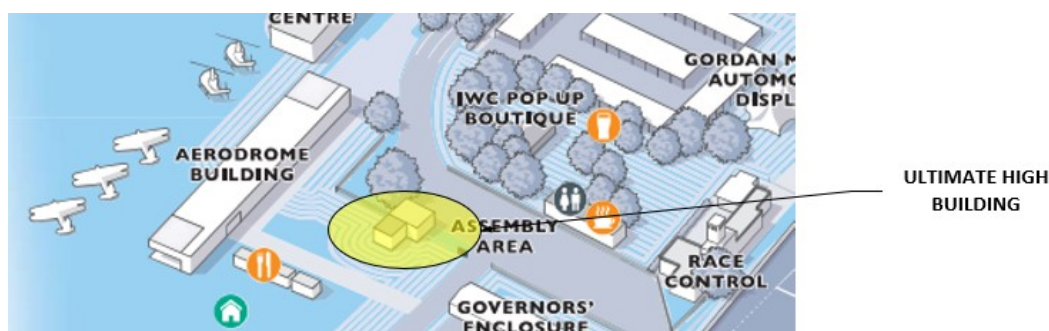 CENTRE
GORDAN M
AUTOMO
DISPL
IWC POP UP
BOUTIQUE
AERODROME
BUILDING
ULTIMATE HIGH
BUILDING
ASSEMBLY
AREA
RACE
CONTROL
GOVERNORS'
ENCLOSURE